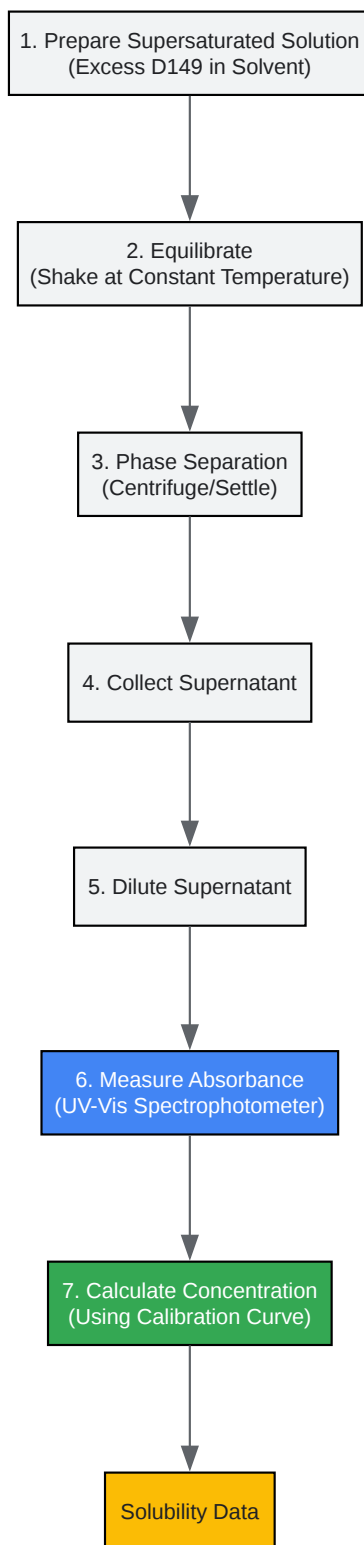 1. Prepare Supersaturated Solution
(Excess D149 in Solvent)
2. Equilibrate
(Shake at Constant Temperature)
3. Phase Separation
(Centrifuge/Settle)
4. Collect Supernatant
5. Dilute Supernatant
6. Measure Absorbance
(UV-Vis Spectrophotometer)
7. Calculate Concentration
(Using Calibration Curve)
Solubility Data